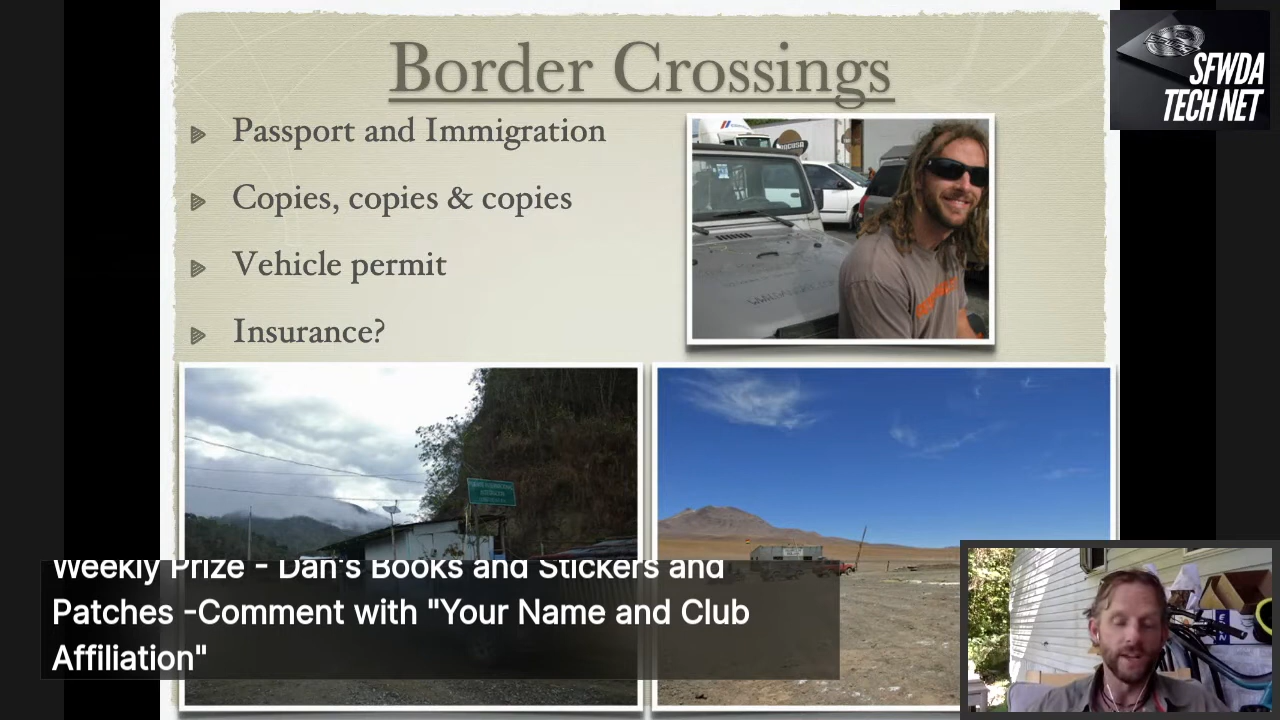 Border Crossings
SFWDA
TECH NET
Passport and Immigration
Copies, copies & copies
Vehicle permit
Insurance?
Weekly Prize - Dan's Books and Stickers and
Patches -Comment with "Your Name and Club
Affiliation"